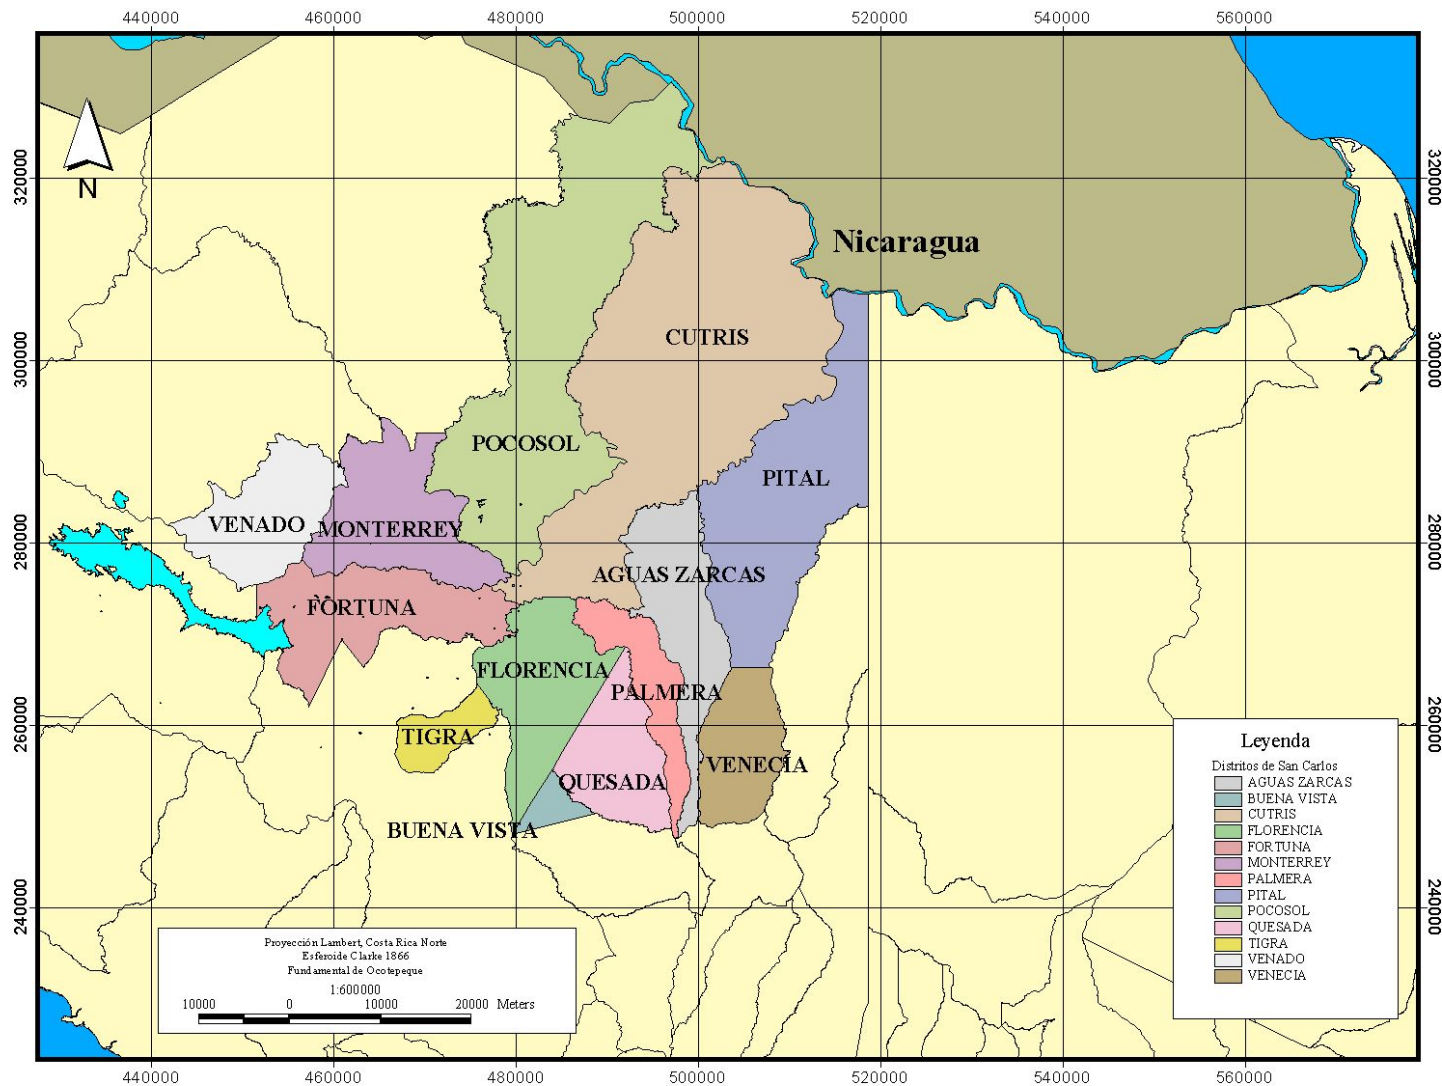 440000 460000 480000 500000 520000 540000 560000
320000 320000
N
Nicaragua
300000 300000
CUTRIS
POCOSOL
PITAL
VENADO MONTERREY
280000 280000
AGUAS ZARCAS
FORTUNA
FLORENCIA
PALMERA
260000 260000
TIGRA
VENECIA
QUESADA
BUENA VISTA
240000 240000
Leyenda
Distritos de San Carlos
AGUAS ZARCAS
BUENA VISTA
CUTRIS
FLORENCIA
FORTUNA
MONTERREY
PALMERA
PITAL
POCOSOL
QUESADA
TIGRA
VENADO
VENECIA
Proyección Lambert, Costa Rica Norte
Esferoide Clarke 1866
Fundamental de Ocotepeque
1:600000
10000 0 10000 20000 Meters
440000 460000 480000 500000 520000 540000 560000